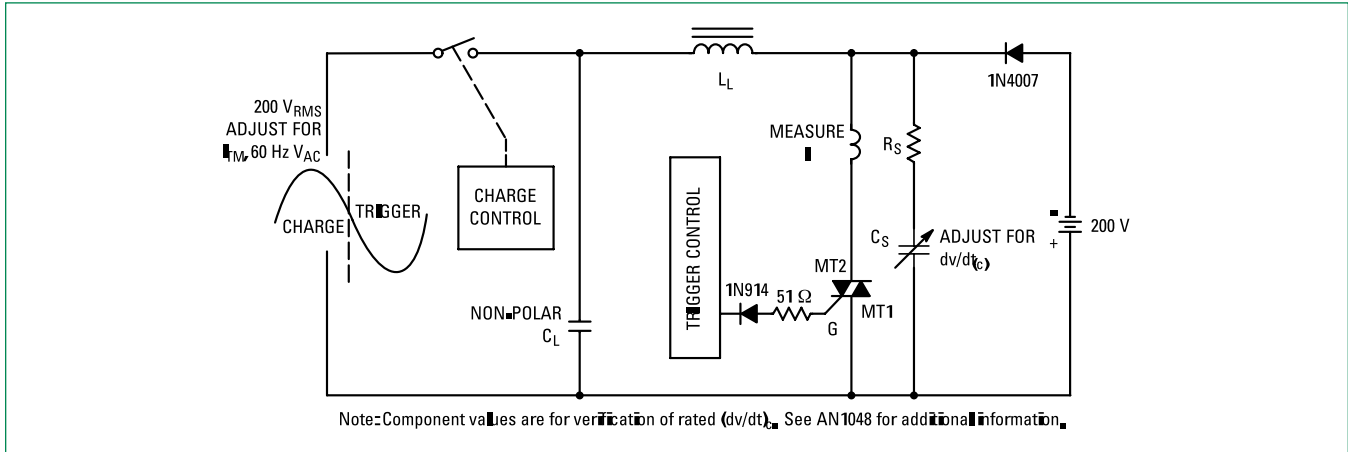 200 VRMS
ADJUST FOR
ITM, 60 Hz VAC
CHARGE
TRIGGER
CHARGE
CONTROL
NON-POLAR
CL
LL
TRIGGER CONTROL
MEASURE
I
RS
1N4007
CS
ADJUST FOR
dv/dt(c)
-
+
200 V
1N914
51 Ω
MT2
MT1
G
Note: Component values are for verification of rated (dv/dt)c. See AN1048 for additional information.